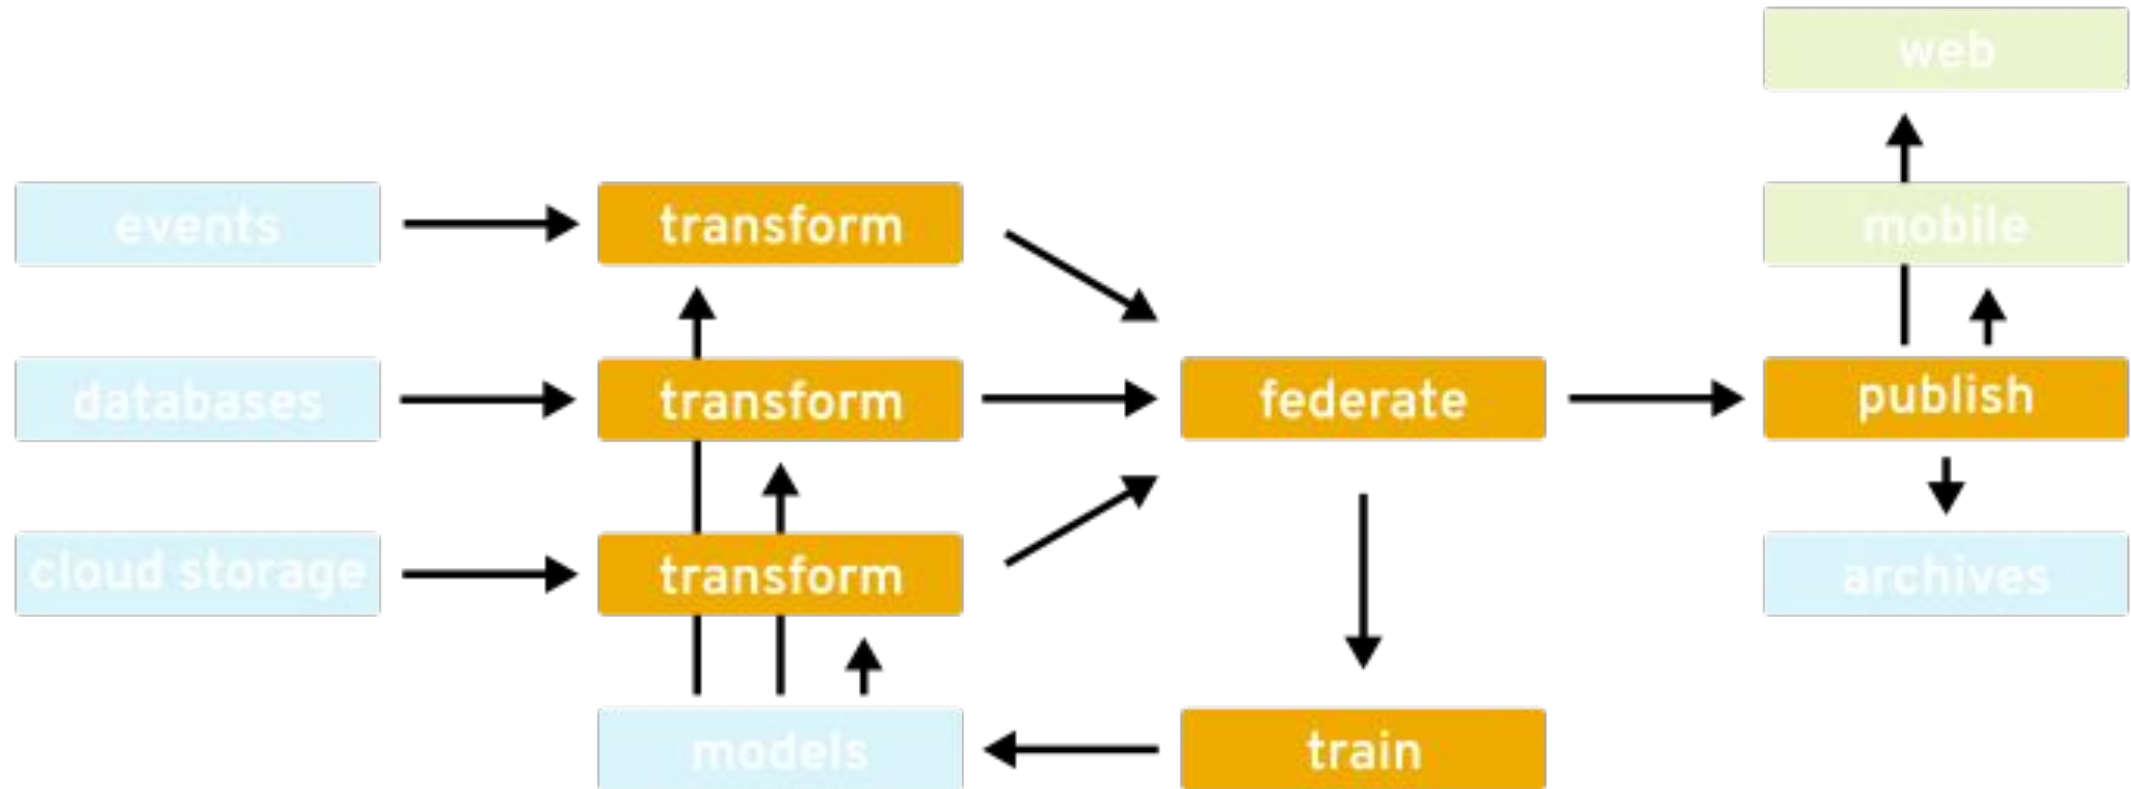 web
events
transform
mobile
databases
transform
federate
publish
cloud storage
transform
archives
models
train